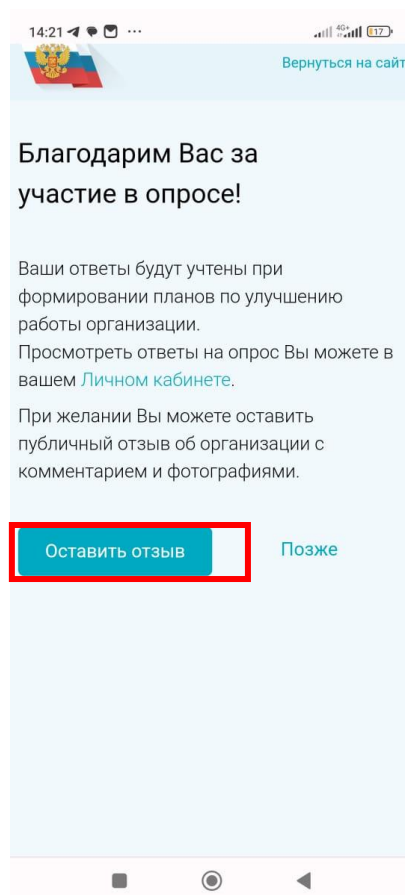 14:21 ... 4G+ 17
Вернуться на сайт
Благодарим Вас за
участие в опросе!
Ваши ответы будут учтены при
формировании планов по улучшению
работы организации.
Просмотреть ответы на опрос Вы можете в
вашем Личном кабинете.
При желании Вы можете оставить
публичный отзыв об организации с
комментарием и фотографиями.
Оставить отзыв Позже